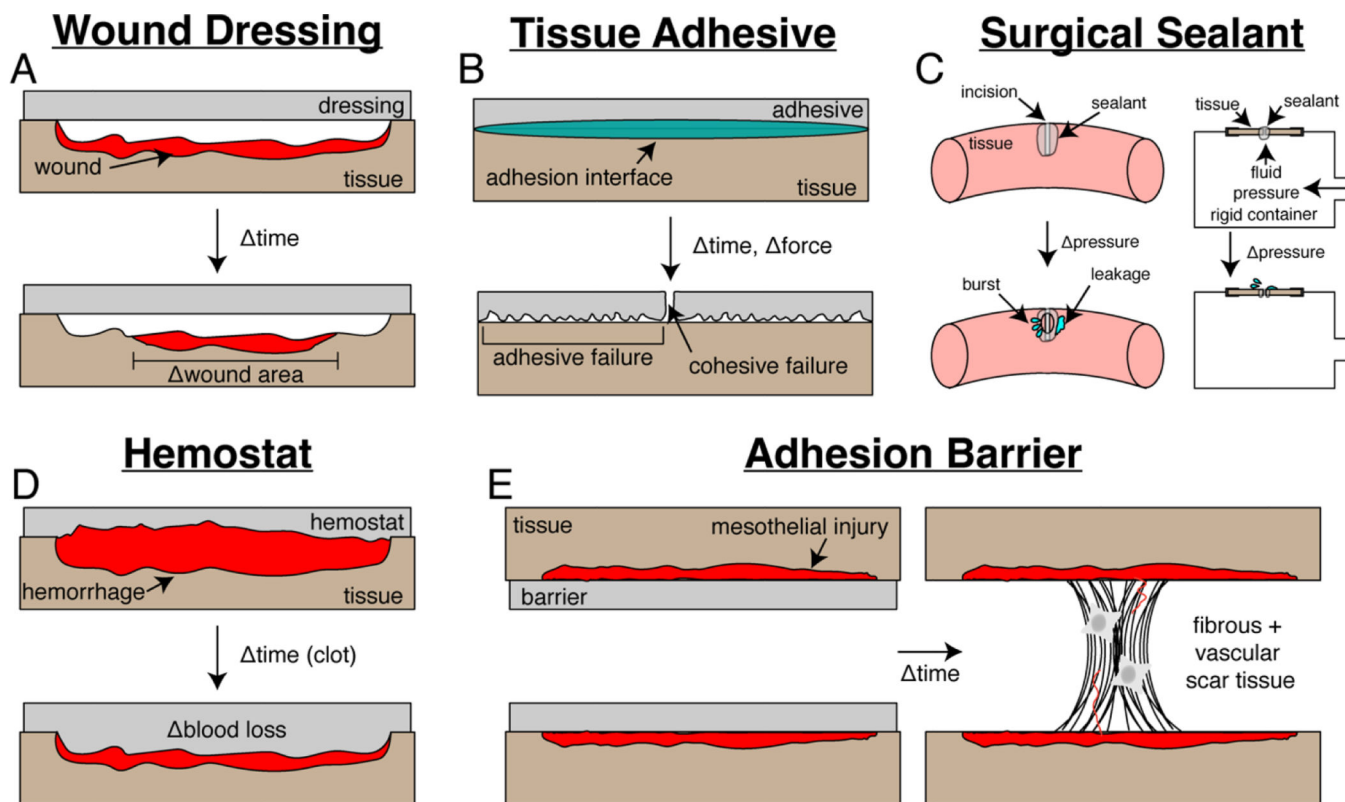 Wound Dressing
A
dressing
wound
tissue
Δtime
Δwound area
Tissue Adhesive
B
adhesive
adhesion interface
tissue
Δtime, Δforce
adhesive failure
cohesive failure
Surgical Sealant
C
incision
sealant
tissue
Δpressure
burst
leakage
tissue
sealant
fluid
pressure
rigid container
Δpressure
Hemostat
D
hemostat
hemorrhage
tissue
Δtime (clot)
Δblood loss
Adhesion Barrier
E
tissue
mesothelial injury
barrier
Δtime
fibrous +
vascular
scar tissue